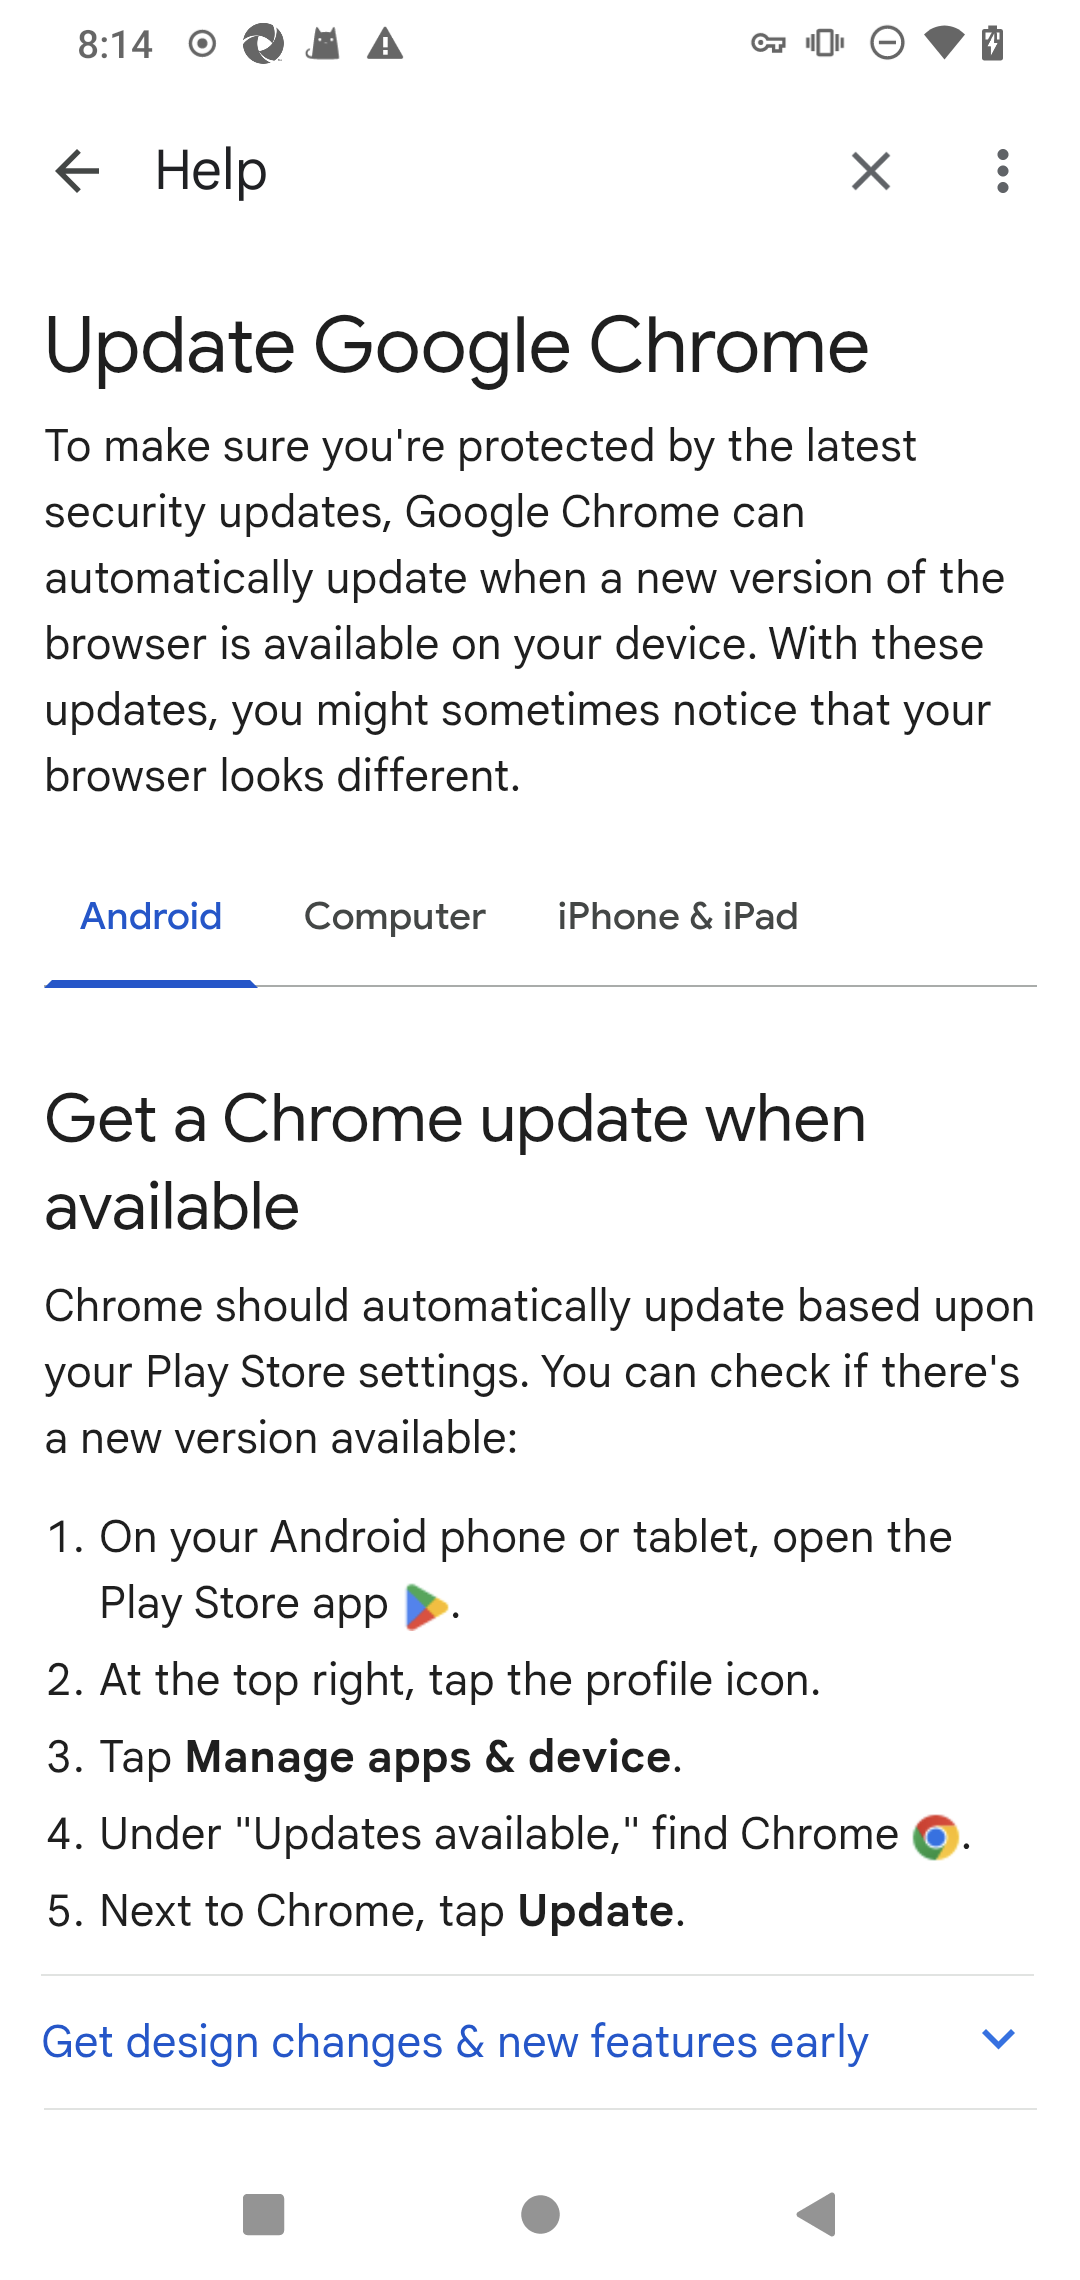 8:14
Help
Update Google Chrome
To make sure you're protected by the latest
security updates, Google Chrome can
automatically update when a new version of the
browser is available on your device. With these
updates, you might sometimes notice that your
browser looks different.
Android Computer iPhone & iPad
Get a Chrome update when
available
Chrome should automatically update based upon
your Play Store settings. You can check if there's
a new version available:
1. On your Android phone or tablet, open the
Play Store app .
2. At the top right, tap the profile icon.
3. Tap Manage apps & device.
4. Under "Updates available," find Chrome .
5. Next to Chrome, tap Update.
Get design changes & new features early